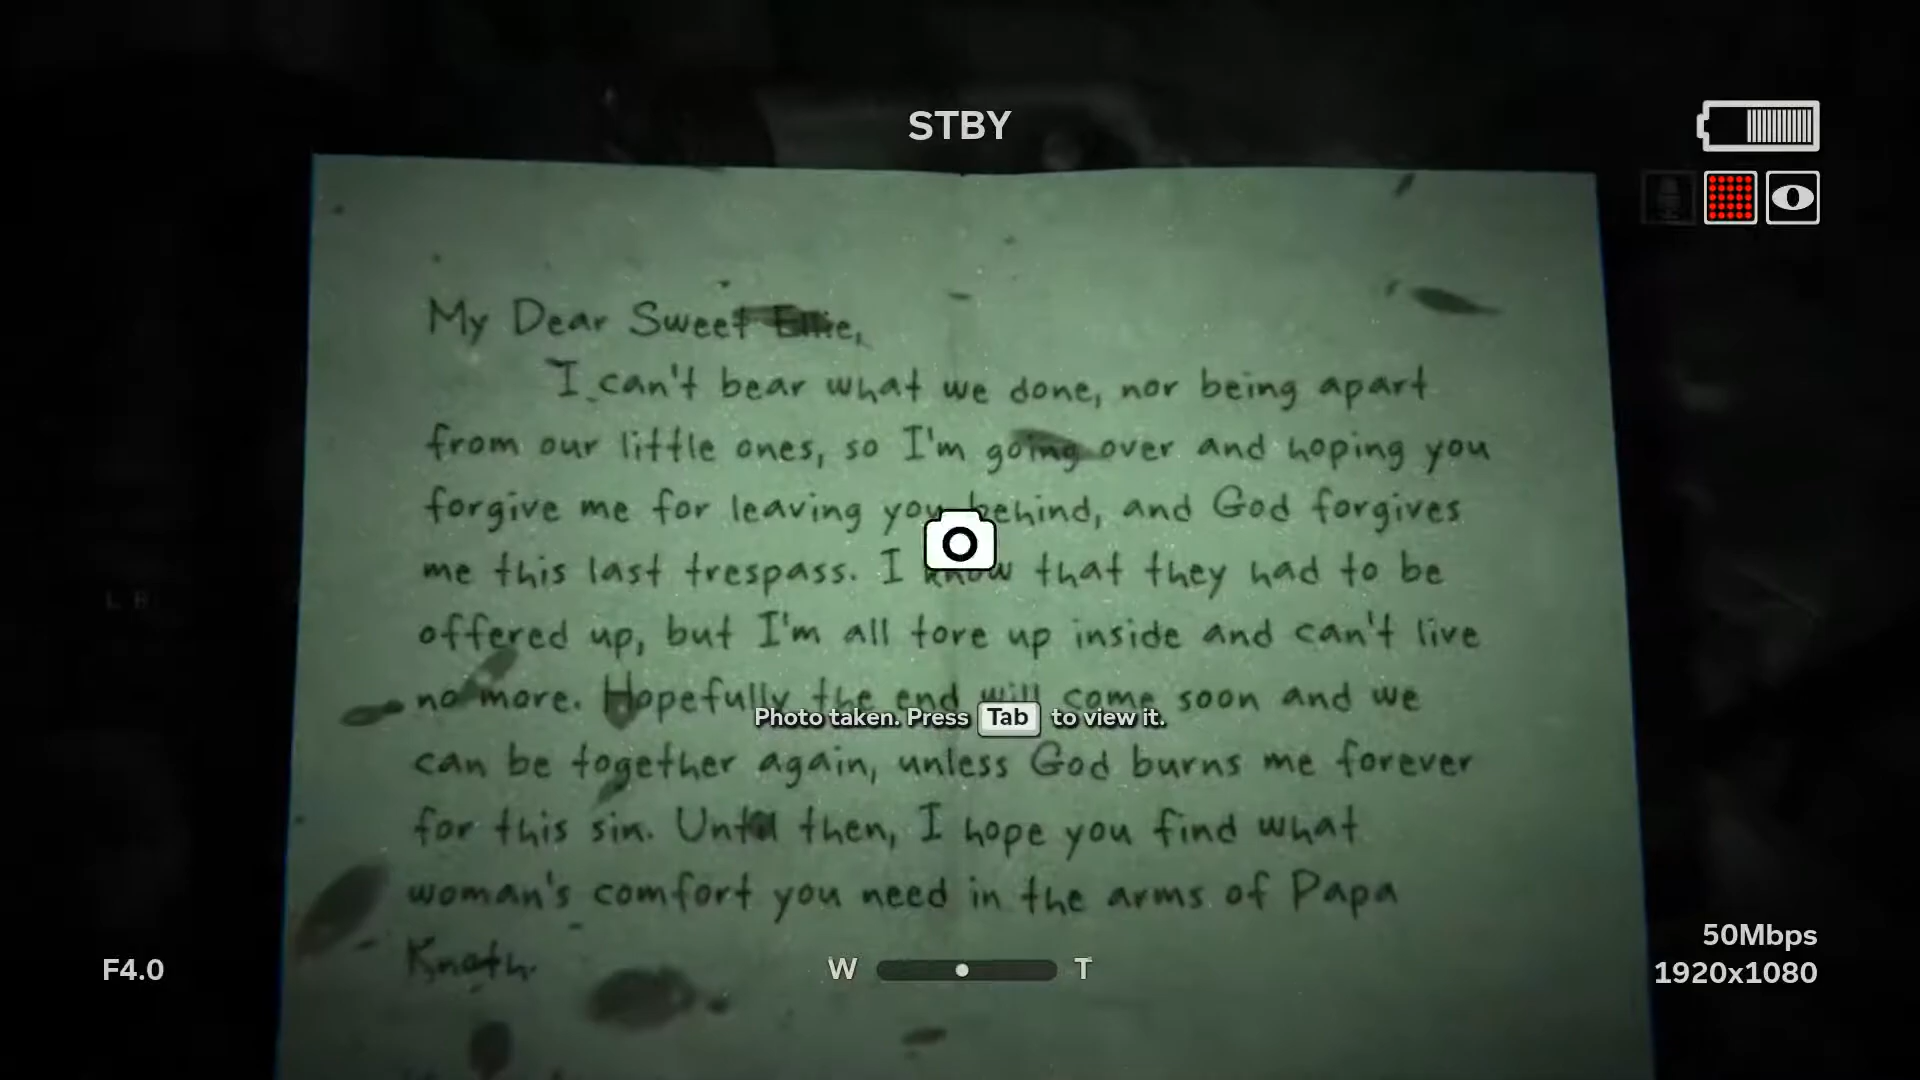 STBY
My Dear Sweet Ellie,
I can't bear what we done, nor being apart
from our little ones, so I'm going over and hoping you
forgive me for leaving you behind, and God forgives
me this last trespass. I know that they had to be
offered up, but I'm all tore up inside and can't live
no more. Hopefully the end will come soon and we
Photo taken. Press Tab to view it.
can be together again, unless God burns me forever
for this sin. Until then, I hope you find what
woman's comfort you need in the arms of Papa
Knoth.
F4.0
W T
50Mbps
1920x1080